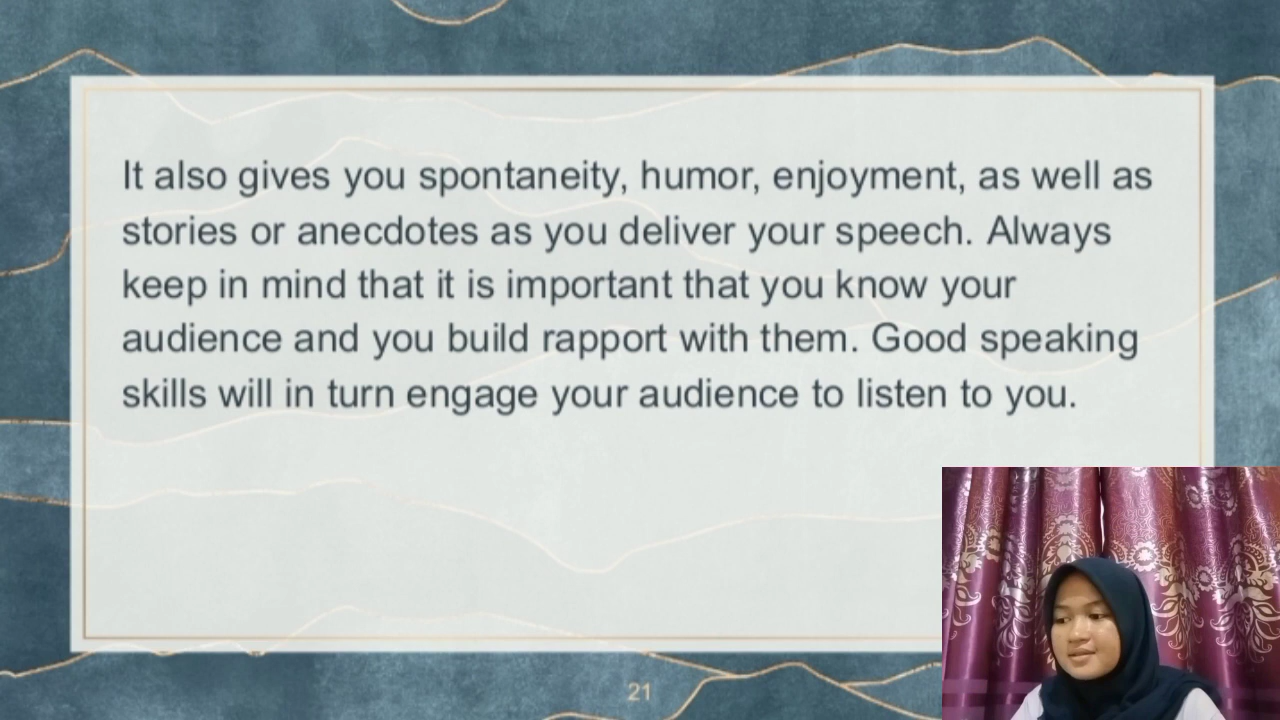 It also gives you spontaneity, humor, enjoyment, as well as
stories or anecdotes as you deliver your speech. Always
keep in mind that it is important that you know your
audience and you build rapport with them. Good speaking
skills will in turn engage your audience to listen to you.
21